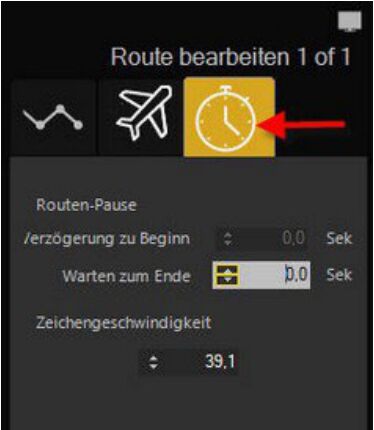 Route bearbeiten 1 of 1
Routen-Pause
/erzögerung zu Beginn 0,0 Sek
Warten zum Ende 0,0 Sek
Zeichengeschwindigkeit
39,1